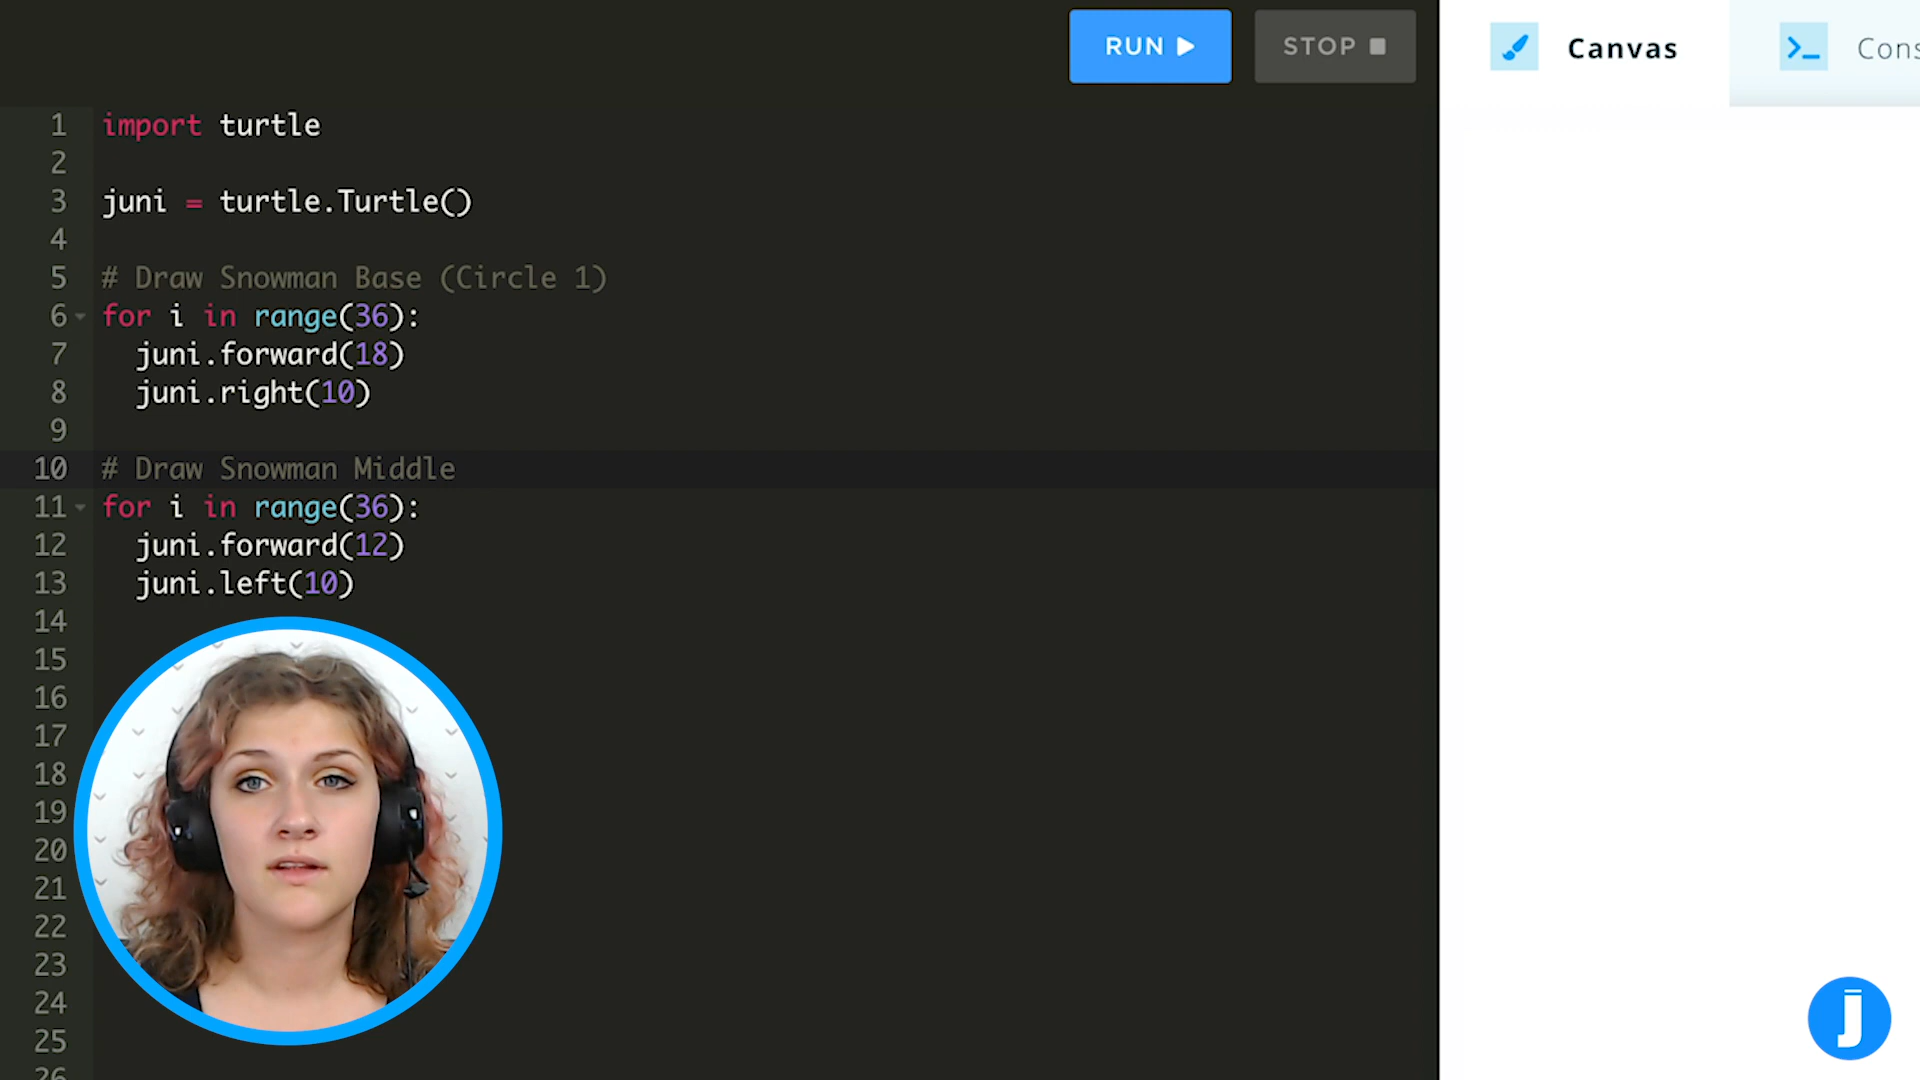 RUN
STOP
Canvas
1 import turtle
2
3 juni = turtle.Turtle()
4
5 # Draw Snowman Base (Circle 1)
6 for i in range(36):
7 juni.forward(18)
8 juni.right(10)
9
10 # Draw Snowman Middle
11 for i in range(36):
12 juni.forward(12)
13 juni.left(10)
14
15
16
17
18
19
20
21
22
23
24
25
26
j